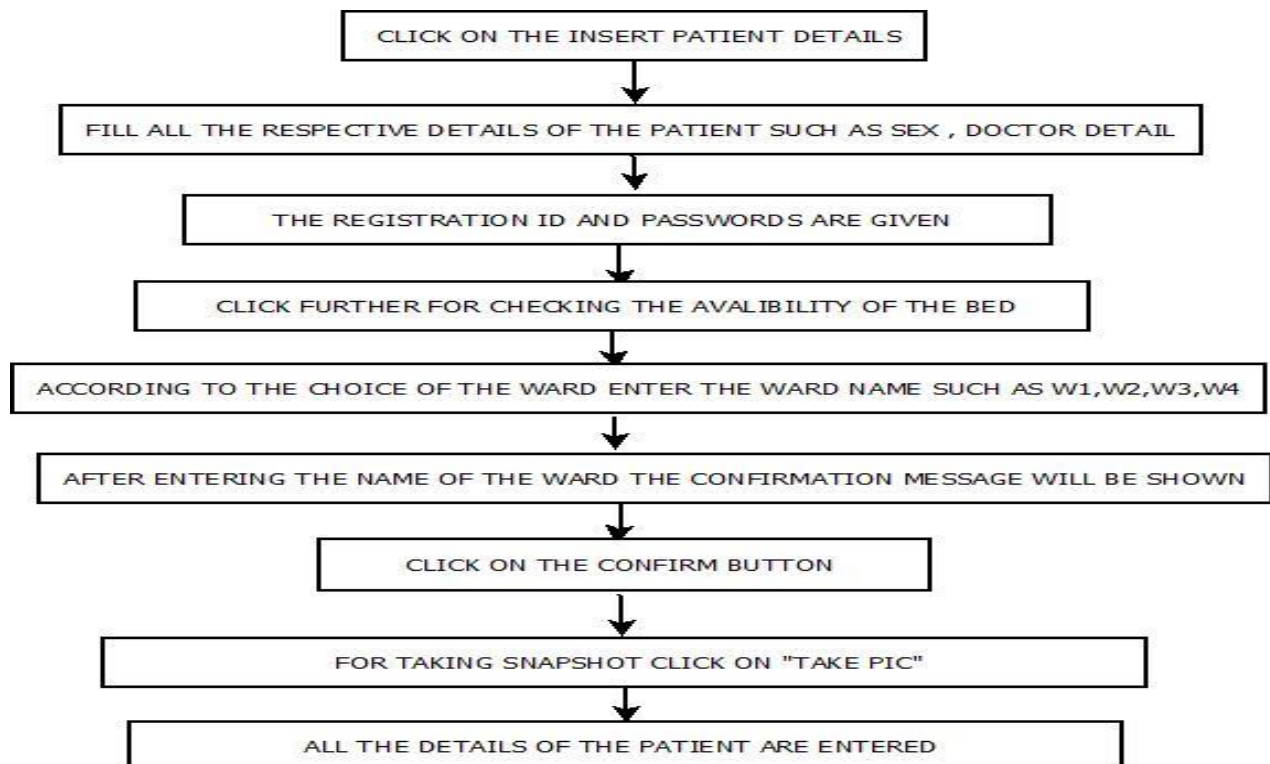 CLICK ON THE INSERT PATIENT DETAILS
FILL ALL THE RESPECTIVE DETAILS OF THE PATIENT SUCH AS SEX , DOCTOR DETAIL
THE REGISTRATION ID AND PASSWORDS ARE GIVEN
CLICK FURTHER FOR CHECKING THE AVALIBILITY OF THE BED
ACCORDING TO THE CHOICE OF THE WARD ENTER THE WARD NAME SUCH AS W1,W2,W3,W4
AFTER ENTERING THE NAME OF THE WARD THE CONFIRMATION MESSAGE WILL BE SHOWN
CLICK ON THE CONFIRM BUTTON
FOR TAKING SNAPSHOT CLICK ON "TAKE PIC"
ALL THE DETAILS OF THE PATIENT ARE ENTERED